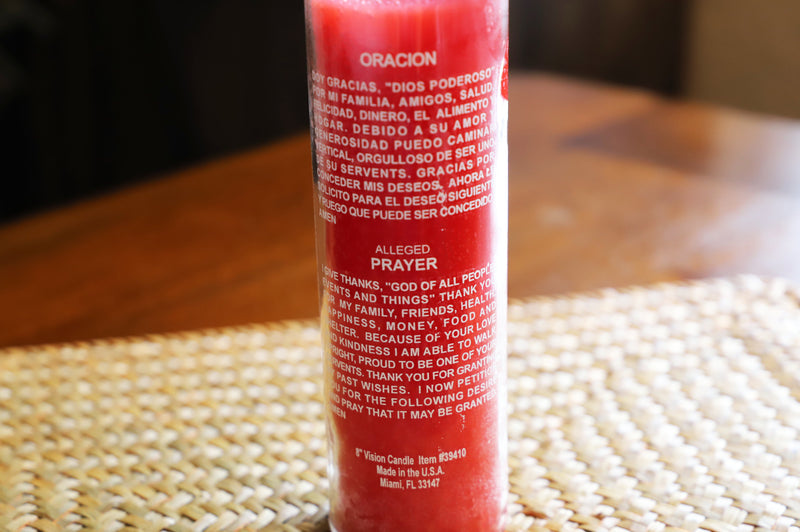 ORACION
DOY GRACIAS, "DIOS PODEROSO"
POR MI FAMILIA, AMIGOS, SALUD,
FELICIDAD, DINERO, EL ALIMENTO Y
HOGAR. DEBIDO A SU AMOR Y
GENEROSIDAD PUEDO CAMINAR
VERTICAL, ORGULLOSO DE SER UNO
DE SU SERVENTS. GRACIAS POR
CONCEDER MIS DESEOS. AHORA LE
SOLICITO PARA EL DESEO SIGUIENTE
Y RUEGO QUE PUEDE SER CONCEDIDO
AMEN
ALLEGED
PRAYER
I GIVE THANKS, "GOD OF ALL PEOPLE,
EVENTS AND THINGS" THANK YOU
FOR MY FAMILY, FRIENDS, HEALTH,
HAPPINESS, MONEY, FOOD AND
SHELTER. BECAUSE OF YOUR LOVE
AND KINDNESS I AM ABLE TO WALK
UPRIGHT, PROUD TO BE ONE OF YOUR
SERVENTS. THANK YOU FOR GRANTING
MY PAST WISHES. I NOW PETITION
YOU FOR THE FOLLOWING DESIRE
AND PRAY THAT IT MAY BE GRANTED
AMEN
8" Vision Candle Item #39410
Made in the U.S.A.
Miami, FL 33147